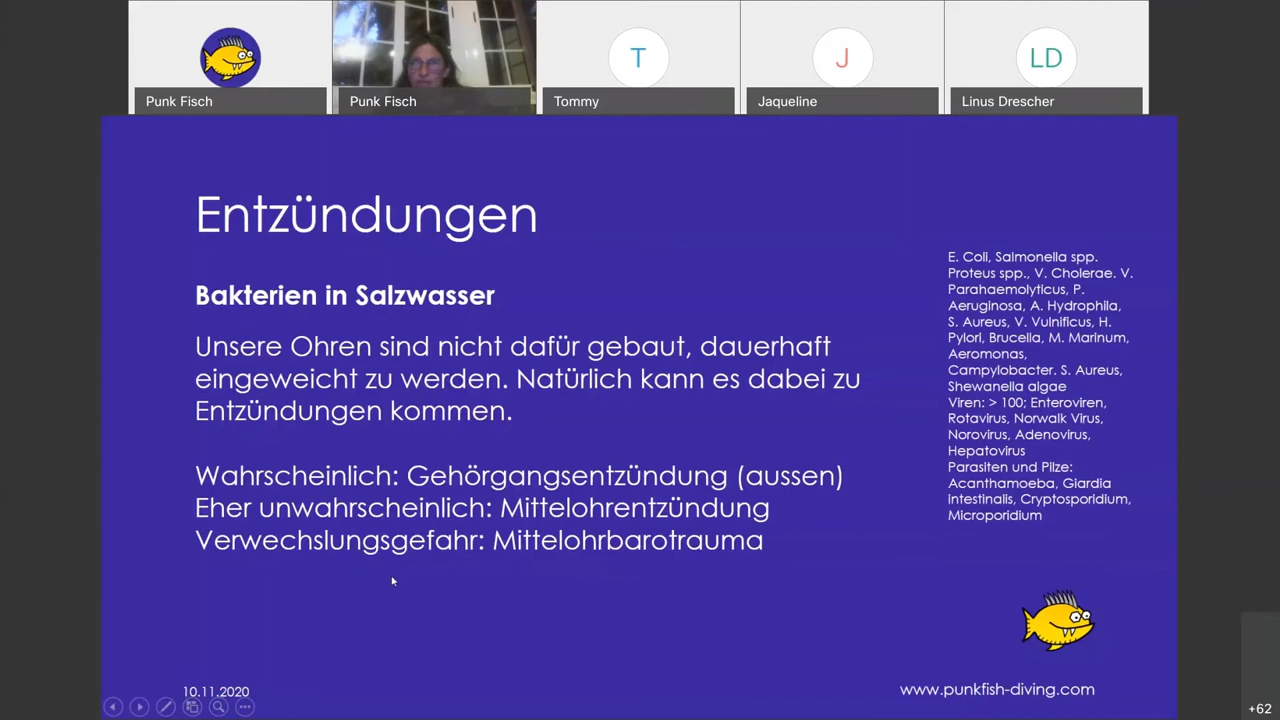 T
J
LD
Punk Fisch
Punk Fisch
Tommy
Jaqueline
Linus Drescher
Entzündungen
Bakterien in Salzwasser
Unsere Ohren sind nicht dafür gebaut, dauerhaft
eingeweicht zu werden. Natürlich kann es dabei zu
Entzündungen kommen.
Wahrscheinlich: Gehörgangsentzündung (aussen)
Eher unwahrscheinlich: Mittelohrentzündung
Verwechslungsgefahr: Mittelohrbarotrauma
E. Coli, Salmonella spp.
Proteus spp., V. Cholerae. V.
Parahaemolyticus, P.
Aeruginosa, A. Hydrophila,
S. Aureus, V. Vulnificus, H.
Pylori, Brucella, M. Marinum,
Aeromonas,
Campylobacter. S. Aureus,
Shewanella algae
Viren: > 100; Enteroviren,
Rotavirus, Norwalk Virus,
Norovirus, Adenovirus,
Hepatovirus
Parasiten und Pilze:
Acanthamoeba, Giardia
intestinalis, Cryptosporidium,
Microporidium
10.11.2020
www.punkfish-diving.com
+62